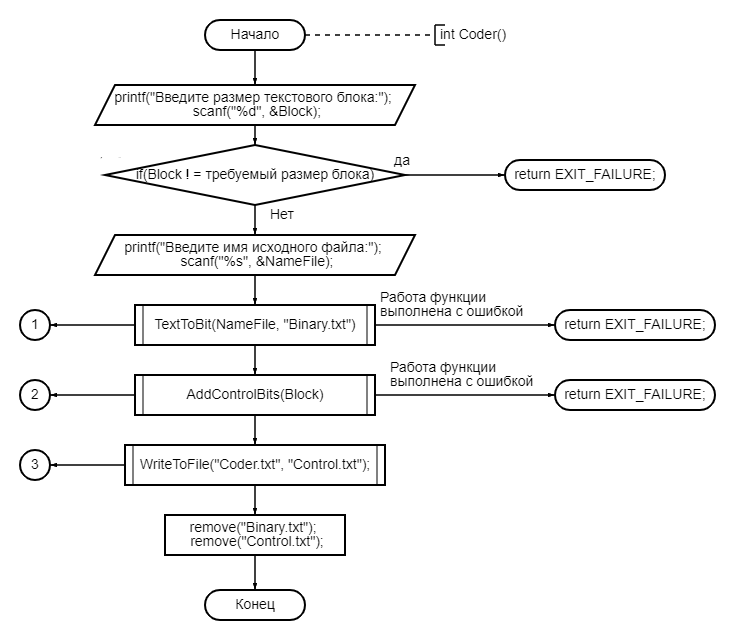 Начало
int Coder()
printf("Введите размер текстового блока:");
scanf("%d", &Block);
да
if(Block ! = требуемый размер блока)
return EXIT_FAILURE;
Нет
printf("Введите имя исходного файла:");
scanf("%s", &NameFile);
Работа функции
выполнена с ошибкой
1
TextToBit(NameFile, "Binary.txt")
return EXIT_FAILURE;
Работа функции
выполнена с ошибкой
2
AddControlBits(Block)
return EXIT_FAILURE;
3
WriteToFile("Coder.txt", "Control.txt");
remove("Binary.txt");
remove("Control.txt");
Конец